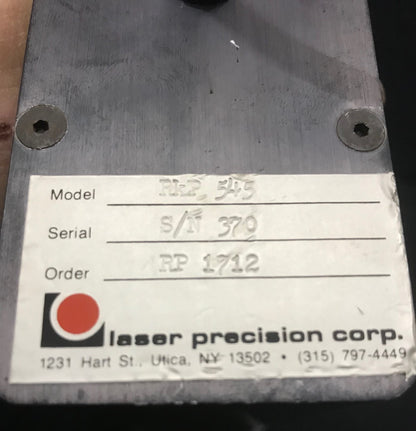 Model RkP 545
Serial S/N 370
Order RP 1712
laser precision corp.
1231 Hart St., Utica, NY 13502 • (315) 797-4449